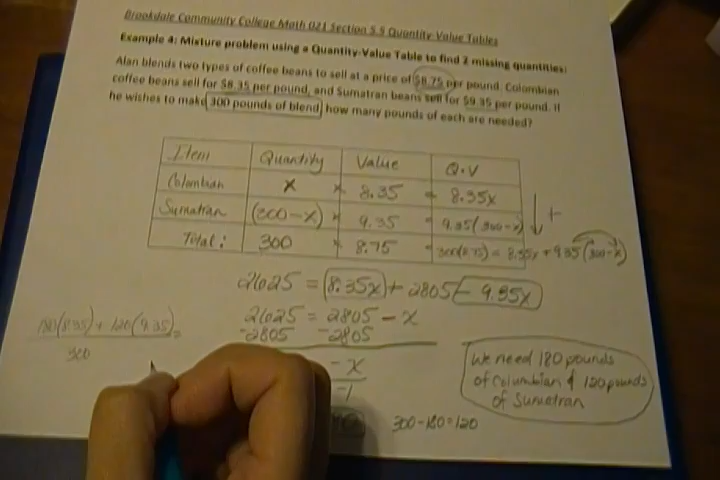 Brookdale Community College Math 021 Section 5.5 Quantity-Value Tables
Example 4: Mixture problem using a Quantity-Value Table to find 2 missing quantities:
Alan blends two types of coffee beans to sell at a price of $8.75 per pound. Colombian
coffee beans sell for $8.35 per pound, and Sumatran beans sell for $9.35 per pound. If
he wishes to make 300 pounds of blend, how many pounds of each are needed?
Item Quantity Value Q.V
Colombian x × 8.35 = 8.35x
Sumatran (300-x) × 9.35 = 9.35(300-x) +
Total: 300 × 8.75 = 300(8.75) = 8.35x + 9.35(300-x)
2625 = 8.35x + 2805 - 9.35x
2625 = 2805 - x
-2805 -2805
180(8.35) + 120(9.35) =
300
-x
-1
We need 180 pounds
of Columbian & 120 pounds
of Sumatran
300-180=120